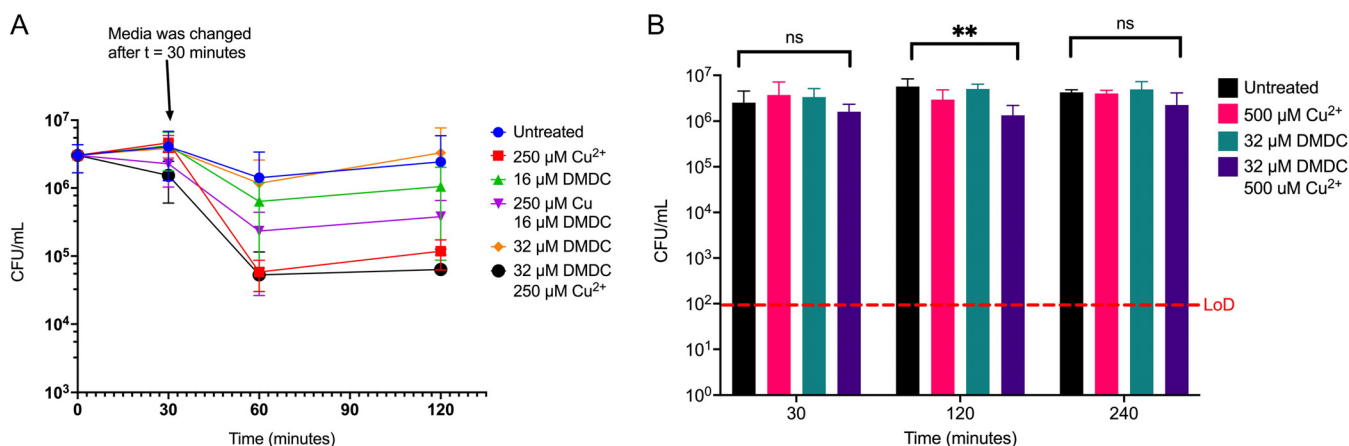 A
Media was changed
after t = 30 minutes
CFU/mL
10⁷
10⁶
10⁵
10⁴
10³
0
30
60
90
120
Time (minutes)
Untreated
250 µM Cu²⁺
16 µM DMDC
250 µM Cu
16 µM DMDC
32 µM DMDC
32 µM DMDC
250 µM Cu²⁺
B
ns
**
ns
CFU/mL
10⁷
10⁶
10⁵
10⁴
10³
10²
10¹
10⁰
LoD
30
120
240
Time (minutes)
Untreated
500 µM Cu²⁺
32 µM DMDC
32 µM DMDC
500 uM Cu²⁺